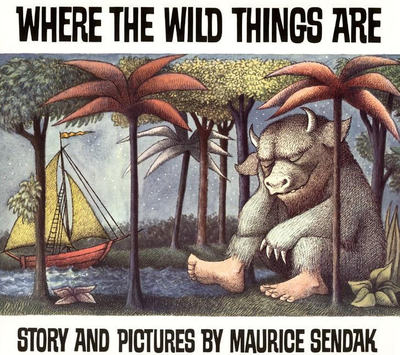 WHERE THE WILD THINGS ARE
STORY AND PICTURES BY MAURICE SENDAK